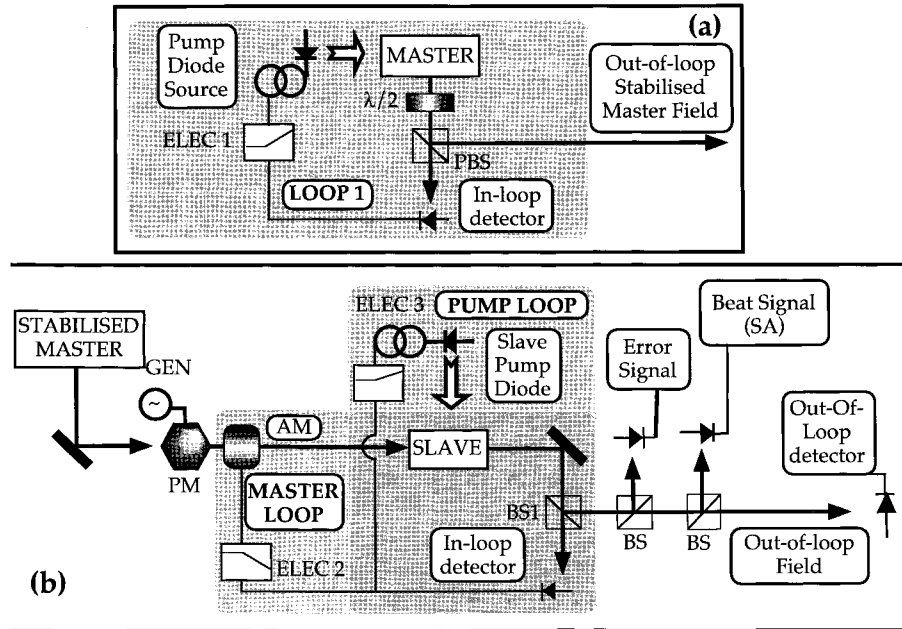 (a)
Pump
Diode
Source
MASTER
λ/2
Out-of-loop
Stabilised
Master Field
ELEC 1
PBS
LOOP 1
In-loop
detector
ELEC 3
PUMP LOOP
Beat Signal
(SA)
STABILISED
MASTER
GEN
Slave
Pump
Diode
Error
Signal
~
AM
Out-Of-
Loop
detector
SLAVE
PM
MASTER
LOOP
BS1
BS
BS
In-loop
detector
Out-of-loop
Field
ELEC 2
(b)